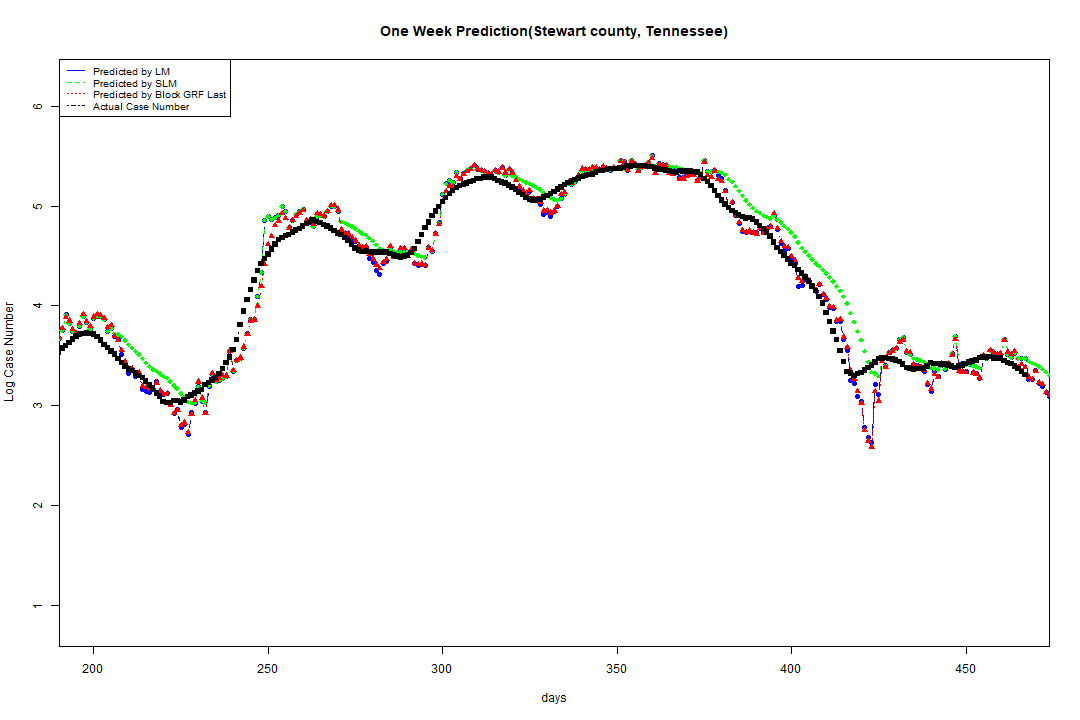 One Week Prediction(Stewart county, Tennessee)
Predicted by LM
Predicted by SLM
Predicted by Block GRF Last
Actual Case Number
6
5
4
3
2
1
Log Case Number
200 250 300 350 400 450
days